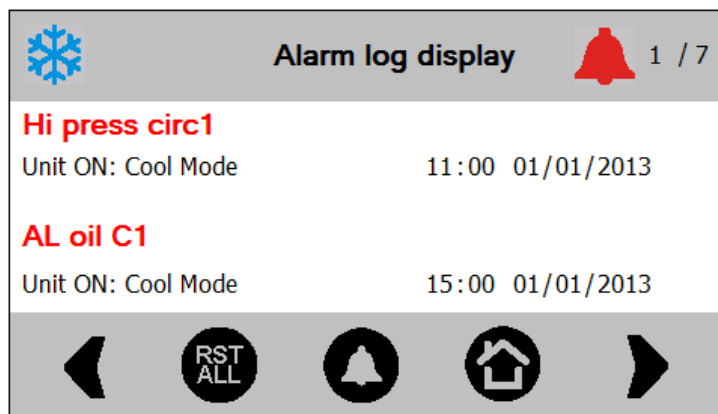 Alarm log display 1 / 7
Hi press circ1
Unit ON: Cool Mode 11:00 01/01/2013
AL oil C1
Unit ON: Cool Mode 15:00 01/01/2013
RST
ALL